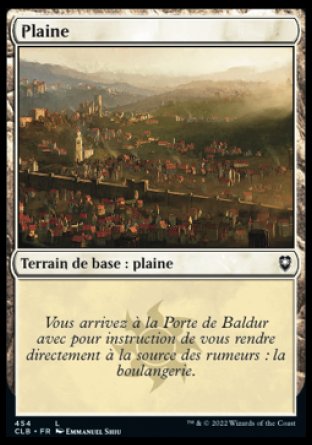 Plaine
Terrain de base : plaine
Vous arrivez à la Porte de Baldur
avec pour instruction de vous rendre
directement à la source des rumeurs : la
boulangerie.
454 L
CLB • FR Emmanuel Shiu
™ & © 2022 Wizards of the Coast